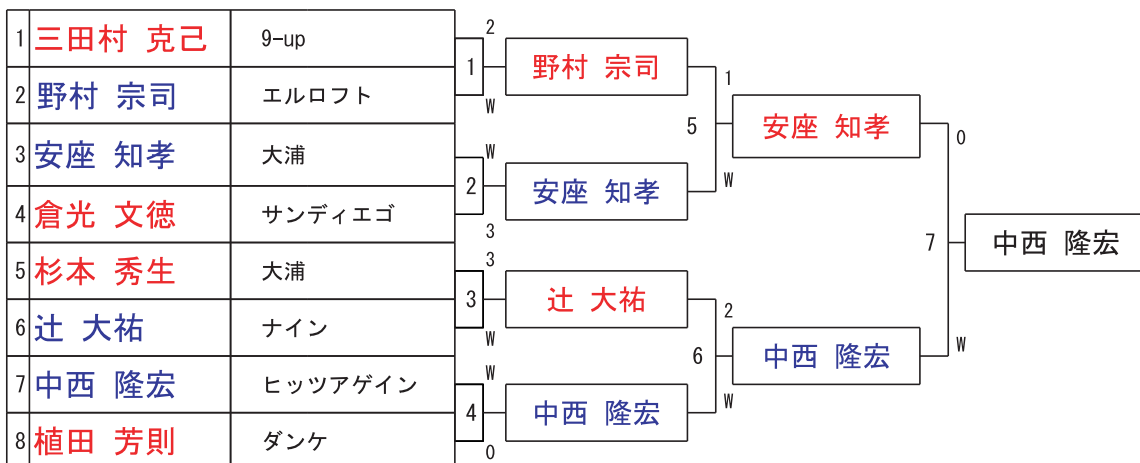 1 三田村 克己 9-up
2 野村 宗司 エルロフト
3 安座 知孝 大浦
4 倉光 文徳 サンディエゴ
5 杉本 秀生 大浦
6 辻 大祐 ナイン
7 中西 隆宏 ヒッツアゲイン
8 植田 芳則 ダンケ
2
1
W
W
2
3
3
3
W
W
4
0
野村 宗司
安座 知孝
辻 大祐
中西 隆宏
1
5
W
2
6
W
安座 知孝
中西 隆宏
0
7
W
中西 隆宏